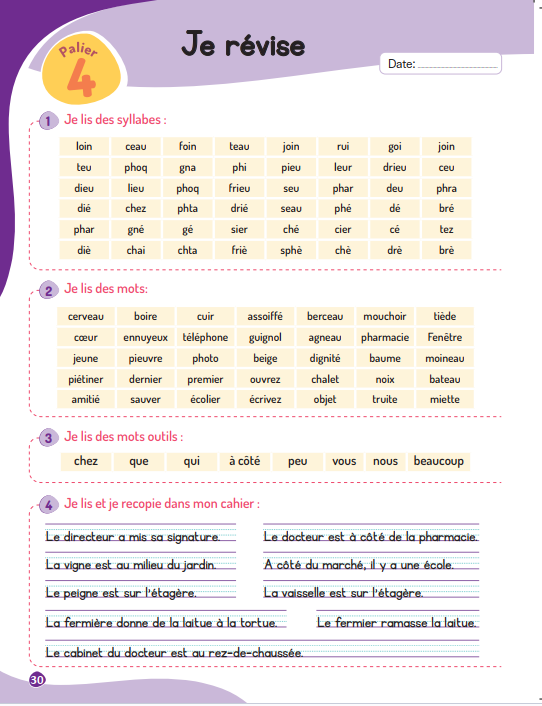 Palier
4
Je révise
Date:
1 Je lis des syllabes :
loin ceau foin teau join rui goi join
teu phoq gna phi pieu leur drieu ceu
dieu lieu phoq frieu seu phar deu phra
dié chez phta drié seau phé dé bré
phar gné gé sier ché cier cé tez
diè chai chta friè sphè chè drè brè
2 Je lis des mots:
cerveau boire cuir assoiffé berceau mouchoir tiède
cœur ennuyeux téléphone guignol agneau pharmacie Fenêtre
jeune pieuvre photo beige dignité baume moineau
piétiner dernier premier ouvrez chalet noix bateau
amitié sauver écolier écrivez objet truite miette
3 Je lis des mots outils :
chez que qui à côté peu vous nous beaucoup
4 Je lis et je recopie dans mon cahier :
Le directeur a mis sa signature. Le docteur est à côté de la pharmacie.
La vigne est au milieu du jardin. A côté du marché, il y a une école.
Le peigne est sur l'étagère. La vaisselle est sur l'étagère.
La fermière donne de la laitue à la tortue. Le fermier ramasse la laitue.
Le cabinet du docteur est au rez-de-chaussée.
30